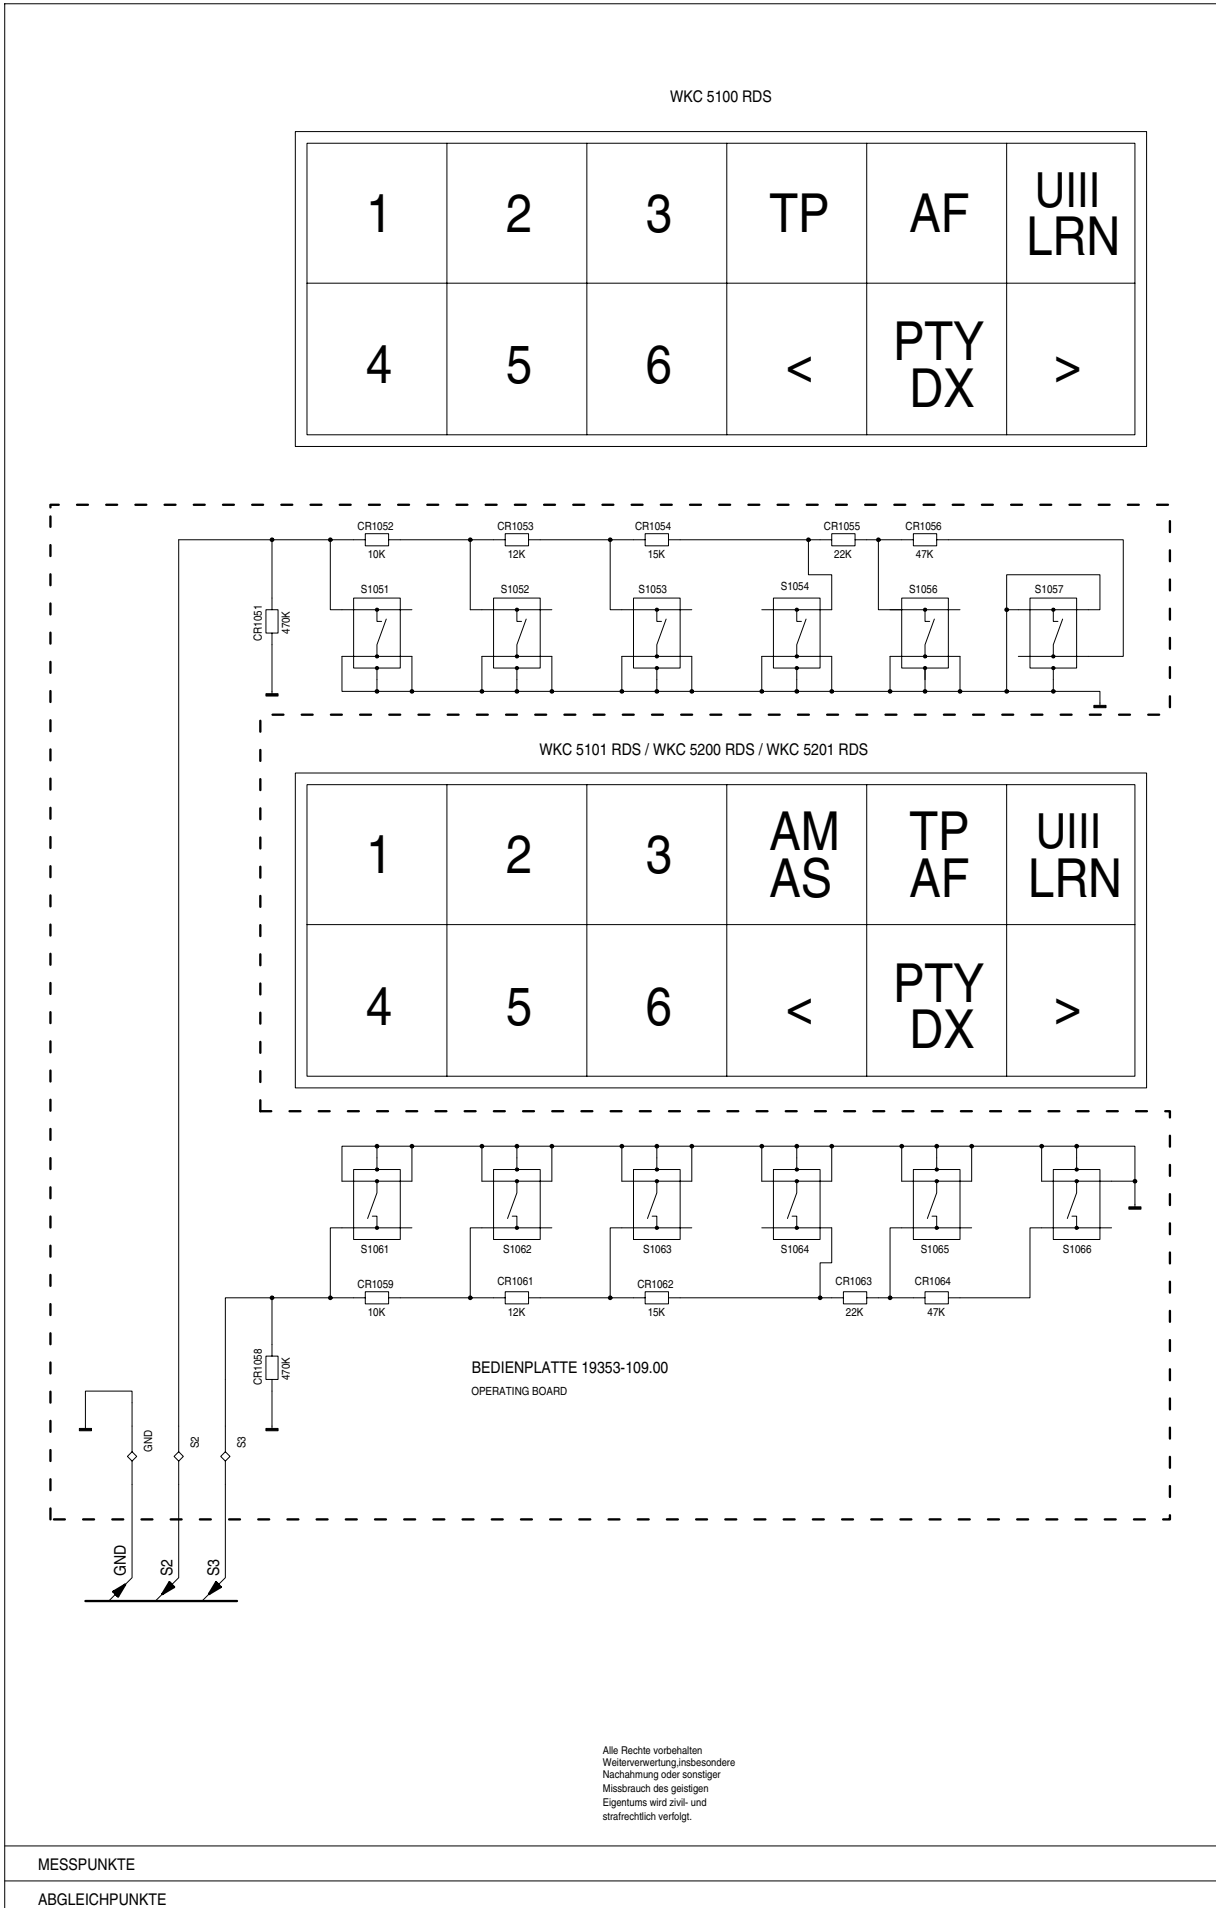 WKC 5100 RDS
1 2 3 TP AF UIII
LRN
4 5 6 < PTY
DX >
CR1052 CR1053 CR1054 CR1055 CR1056
10K 12K 15K 22K 47K
S1051 S1052 S1053 S1054 S1056 S1057
CR1051
470K
WKC 5101 RDS / WKC 5200 RDS / WKC 5201 RDS
1 2 3 AM
AS TP
AF UIII
LRN
4 5 6 < PTY
DX >
S1061 S1062 S1063 S1064 S1065 S1066
CR1059 CR1061 CR1062 CR1063 CR1064
10K 12K 15K 22K 47K
CR1058
470K
BEDIENPLATTE 19353-109.00
OPERATING BOARD
GND S2 S3
GND S2 S3
Alle Rechte vorbehalten
Weiterverwertung,insbesondere
Nachahmung oder sonstiger
Missbrauch des geistigen
Eigentums wird zivil- und
strafrechtlich verfolgt.
MESSPUNKTE
ABGLEICHPUNKTE